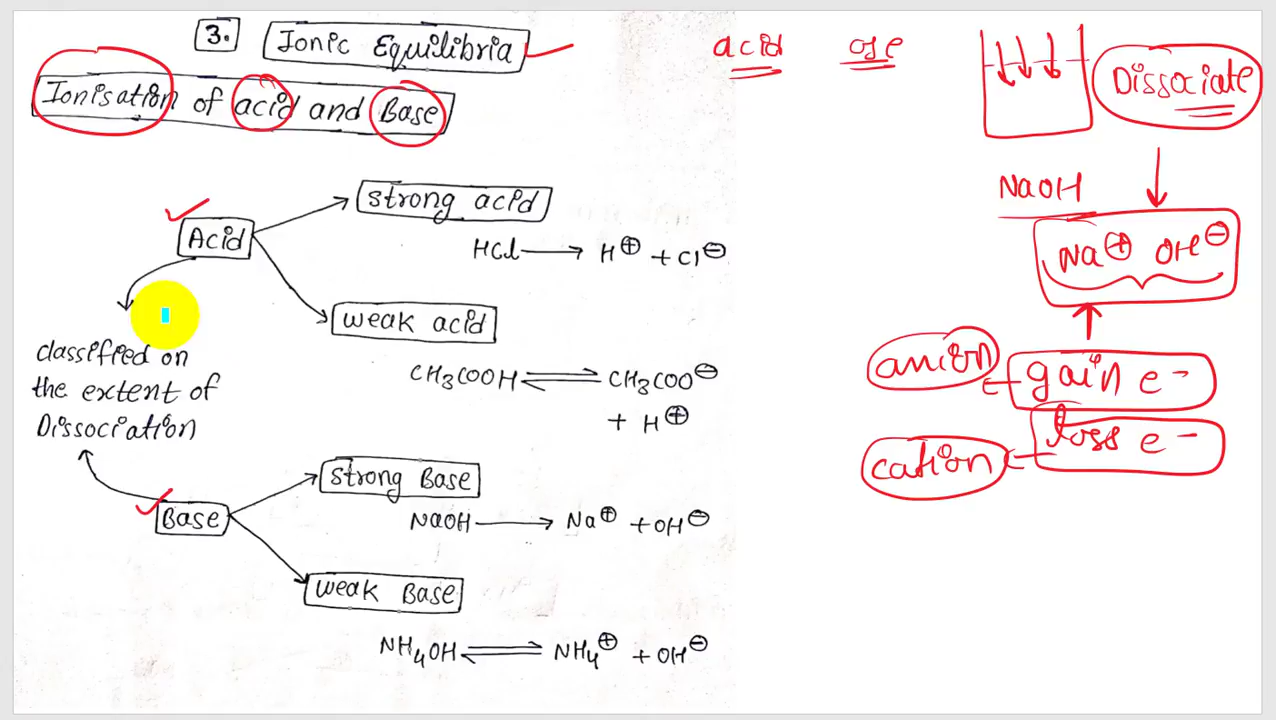 3. Ionic Equilibria
Ionisation of acid and Base
Acid
strong acid
HCl → H⊕ + Cl⊖
weak acid
CH₃COOH ⇌ CH₃COO⊖
+ H⊕
classified on
the extent of
Dissociation
Base
strong Base
NaOH → Na⊕ + OH⊖
weak Base
NH₄OH ⇌ NH₄⊕ + OH⊖
acid
Dissociate
NaOH
Na⊕ OH⊖
anion
gain e⁻
loss e⁻
cation